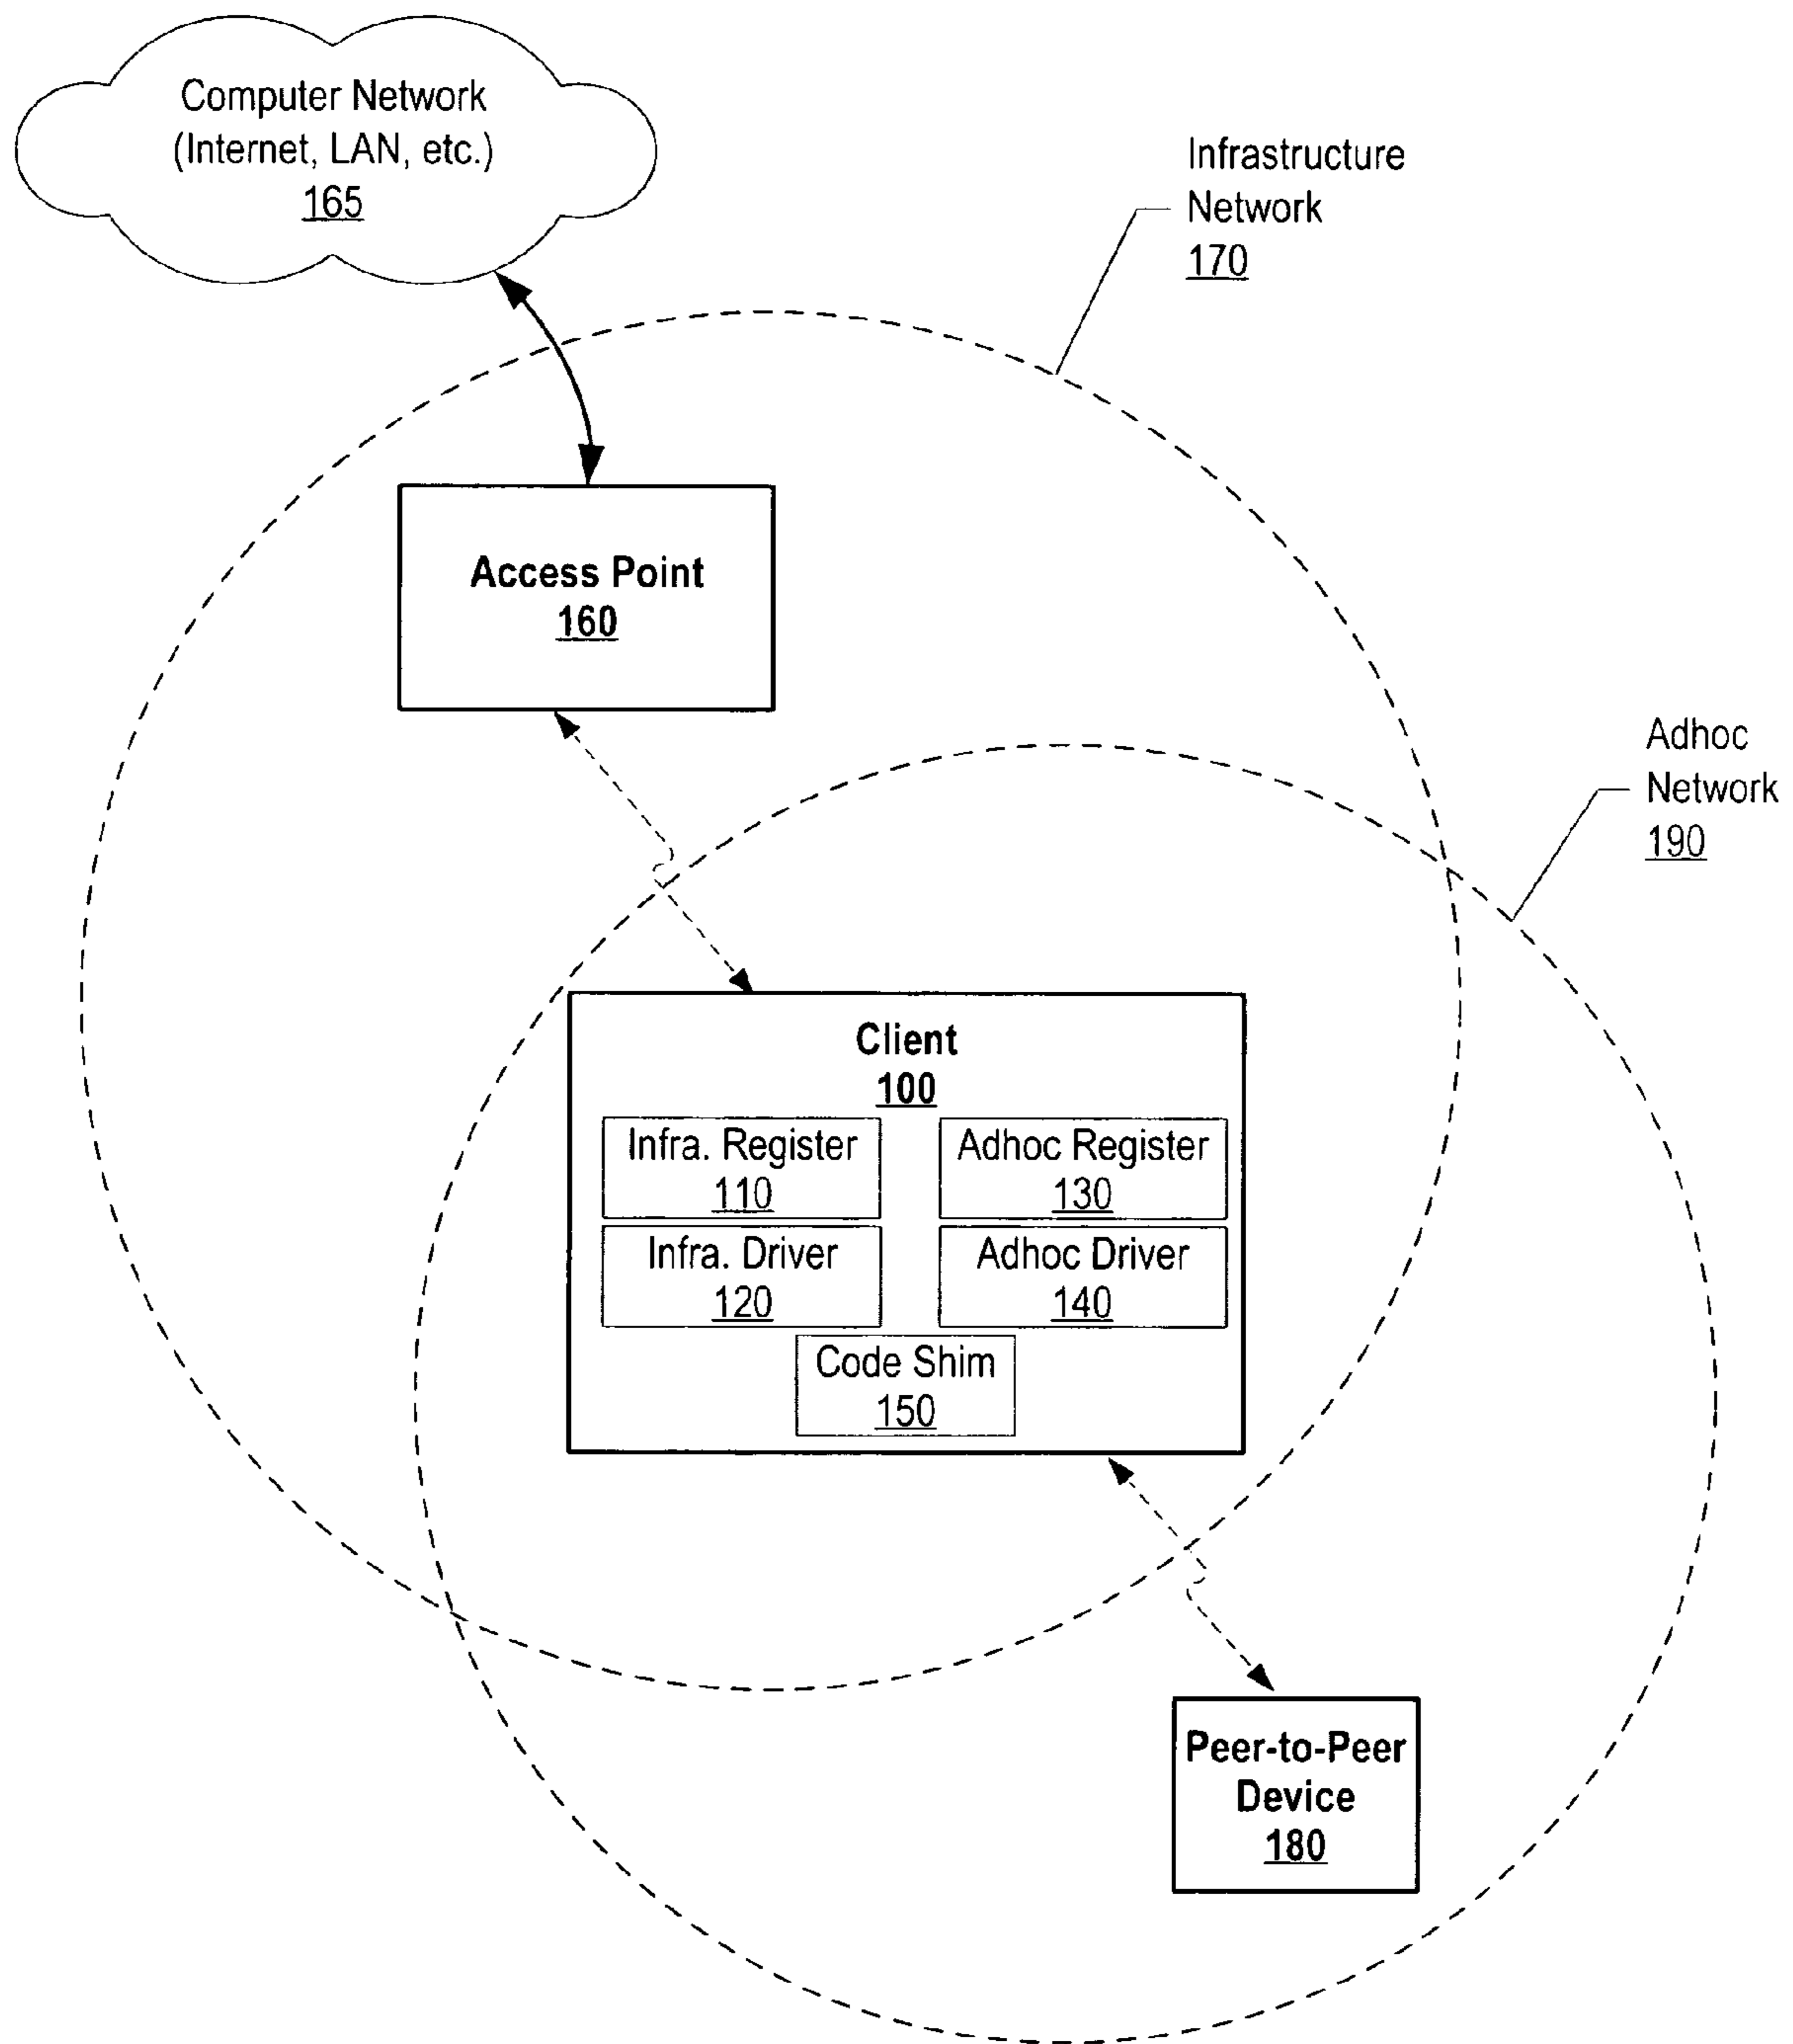 Computer Network
(Internet, LAN, etc.)
165
Infrastructure
Network
170
Access Point
160
Adhoc
Network
190
Client
100
Infra. Register
110
Adhoc Register
130
Infra. Driver
120
Adhoc Driver
140
Code Shim
150
Peer-to-Peer
Device
180